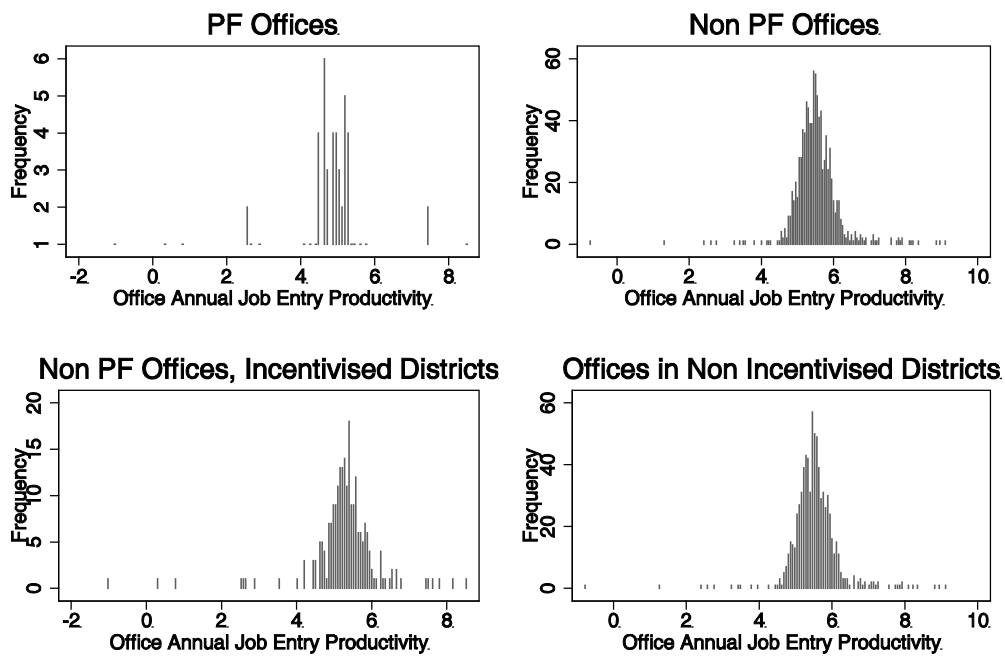 PF Offices.
Non PF Offices.
Frequency
6
5
4
3
2
1
-2. 0. 2. 4. 6. 8.
Office Annual Job Entry Productivity.
Frequency
60
40
20
0
0. 2. 4. 6. 8. 10.
Office Annual Job Entry Productivity.
Non PF Offices, Incentivised Districts
Offices in Non Incentivised Districts.
Frequency
20
15
10
5
0
-2. 0. 2. 4. 6. 8.
Office Annual Job Entry Productivity.
Frequency
60
40
20
0
0. 2. 4. 6. 8. 10.
Office Annual Job Entry Productivity.